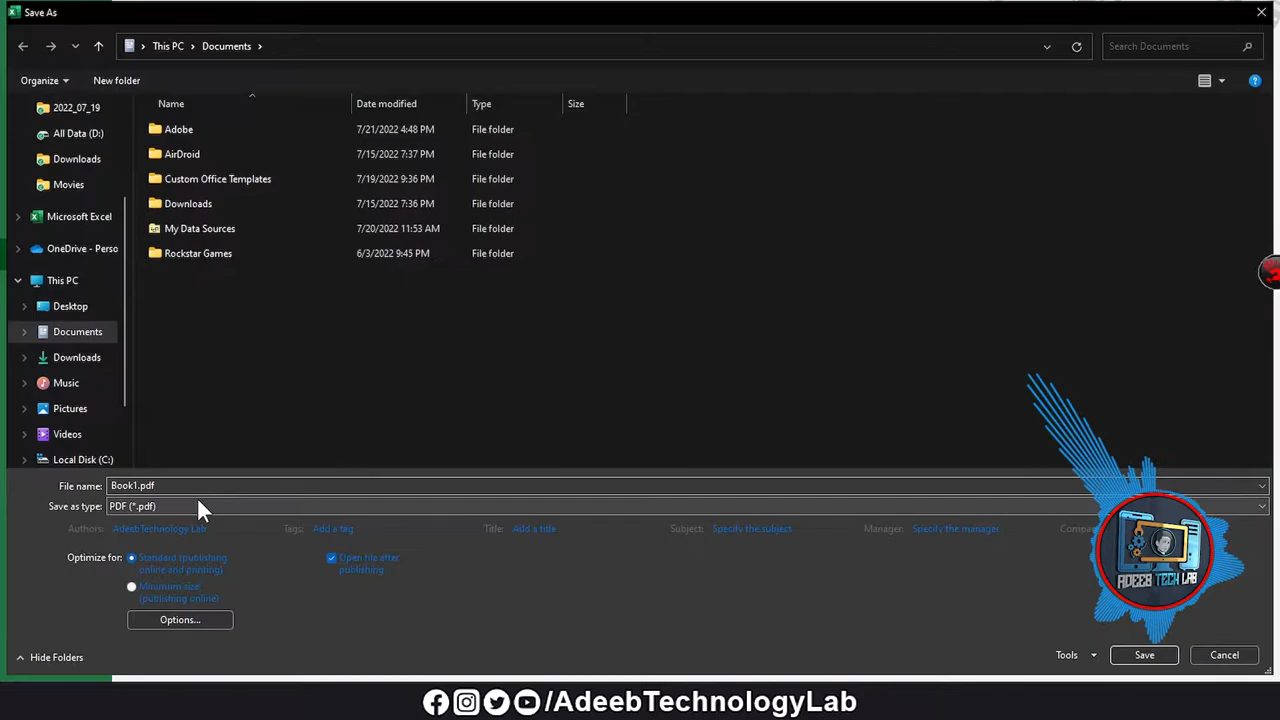 Save As
This PC
Documents
Search Documents
Organize
New folder
Name
Date modified
Type
Size
2022_07_19
All Data (D:)
Downloads
Movies
Microsoft Excel
OneDrive - Perso
This PC
Desktop
Documents
Downloads
Music
Pictures
Videos
Local Disk (C:)
Adobe 7/21/2022 4:48 PM File folder
AirDroid 7/15/2022 7:37 PM File folder
Custom Office Templates 7/19/2022 9:36 PM File folder
Downloads 7/15/2022 7:36 PM File folder
My Data Sources 7/20/2022 11:53 AM File folder
Rockstar Games 6/3/2022 9:45 PM File folder
File name: Book1.pdf
Save as type: PDF (*.pdf)
Authors: AdeebTechnology Lab Tags: Add a tag Title: Add a title Subject: Specify the subject Manager: Specify the manager Compa
Optimize for: Standard (publishing
online and printing)
Minimum size
(publishing online)
Open file after
publishing
Options...
ADEEB TECH LAB
Hide Folders
Tools
Save
Cancel
/AdeebTechnologyLab